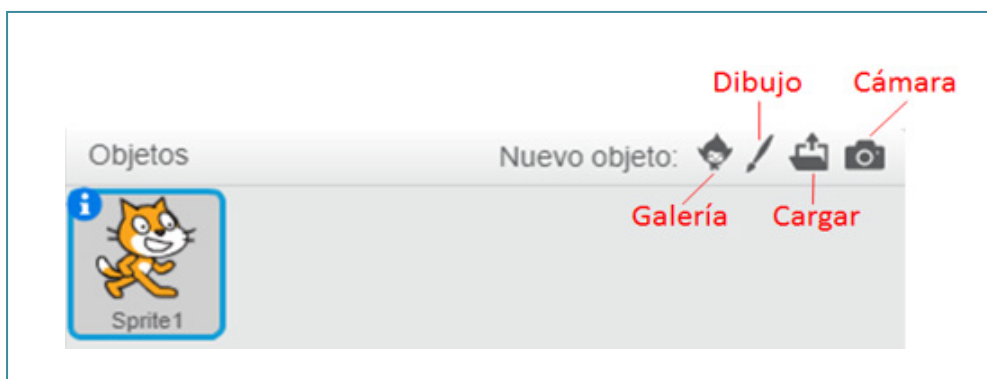 Dibujo Cámara
Objetos Nuevo objeto:
Galería Cargar
i
Sprite1